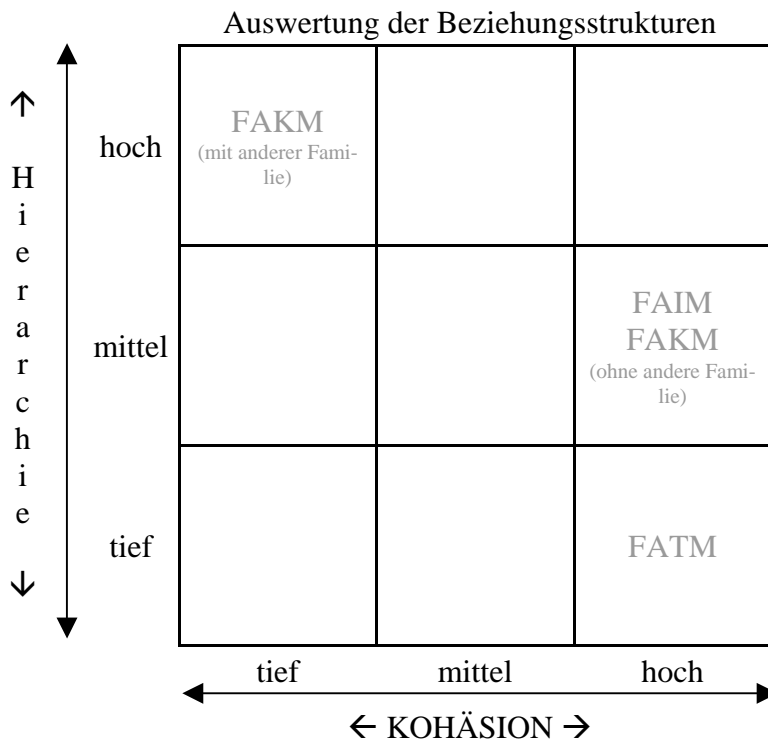 Auswertung der Beziehungsstrukturen
↑
H
i
e
r
a
r
c
h
i
e
↓
hoch
FAKM
(mit anderer Fami-
lie)
mittel
FAIM
FAKM
(ohne andere Fami-
lie)
tief
FATM
tief mittel hoch
← KOHÄSION →